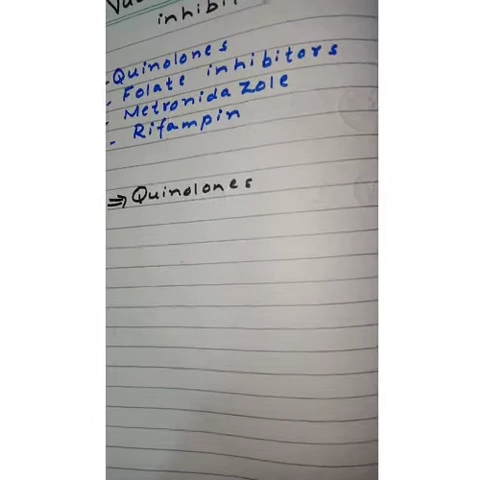 inhibi
- Quinolones
- Folate inhibitors
- Metronidazole
- Rifampin
⇒ Quinolones